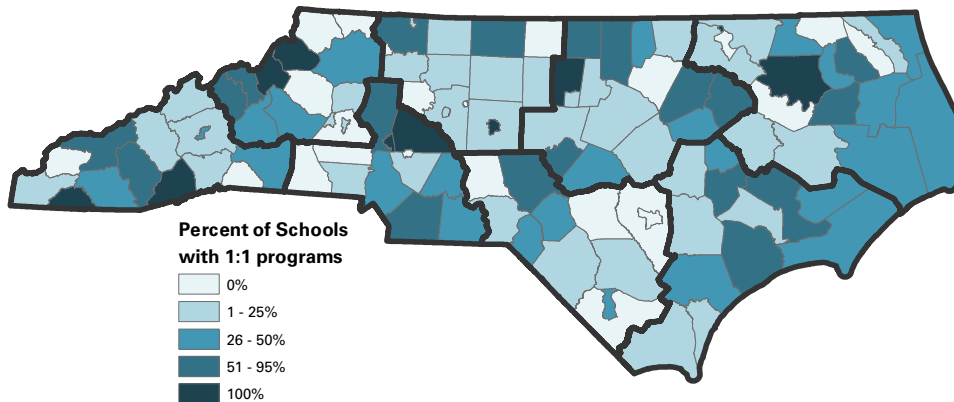 Percent of Schools
with 1:1 programs
0%
1 - 25%
26 - 50%
51 - 95%
100%